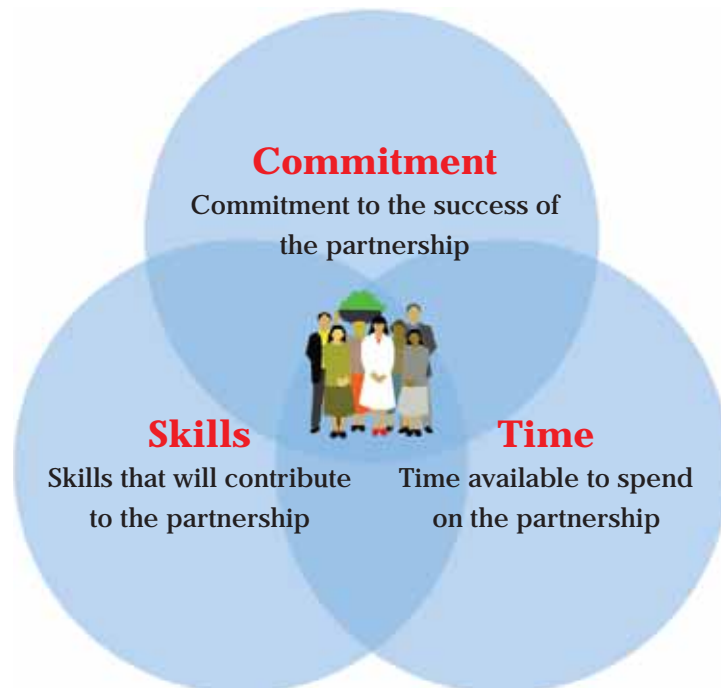 Commitment
Commitment to the success of
the partnership
Skills
Skills that will contribute
to the partnership
Time
Time available to spend
on the partnership